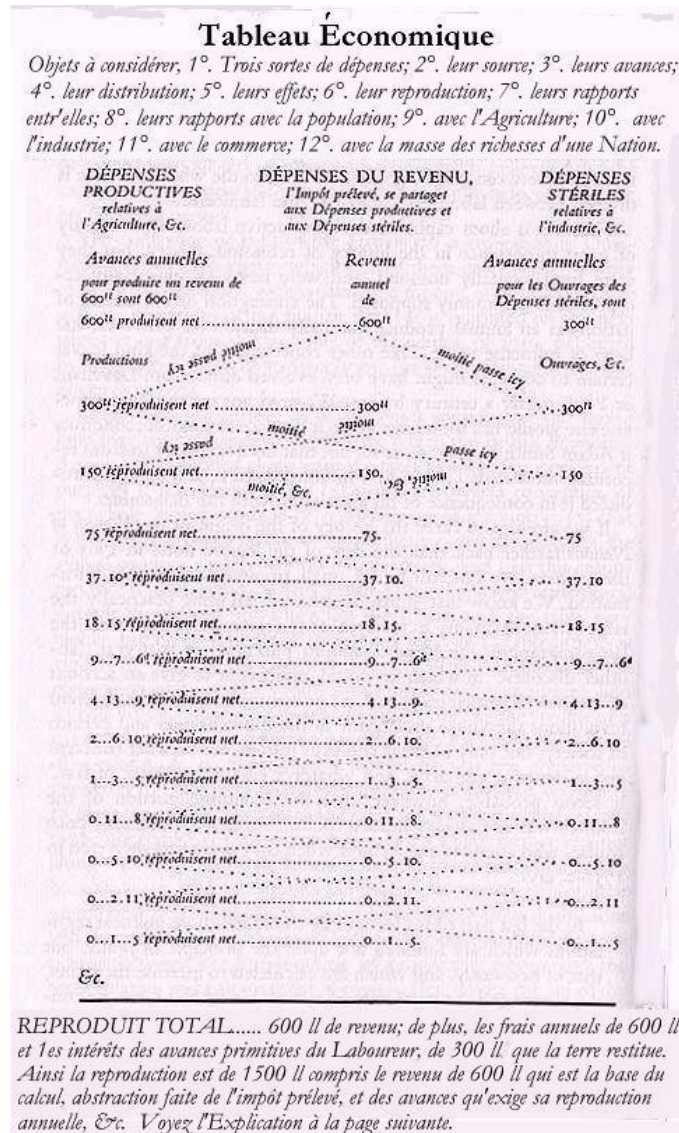 Tableau Économique
Objets à considérer, 1°. Trois sortes de dépenses; 2°. leur source; 3°. leurs avances;
4°. leur distribution; 5°. leurs effets; 6°. leur reproduction; 7°. leurs rapports
entr'elles; 8°. leurs rapports avec la population; 9°. avec l'Agriculture; 10°. avec
l'industrie; 11°. avec le commerce; 12°. avec la masse des richesses d'une Nation.
DÉPENSES DÉPENSES DU REVENU, DÉPENSES
PRODUCTIVES l'Impôt prélevé, se partaget STÉRILES
relatives à aux Dépenses productives et relatives à
l'Agriculture, &c. aux Dépenses stériles. l'industrie, &c.
Avances annuelles Revenu Avances annuelles
pour produire un revenu de annuel pour les Ouvrages des
600ll sont 600ll de Dépenses stériles, sont
600ll produisent net...................600ll 300ll
Productions moitié passe icy moitié passe icy Ouvrages, &c.
300ll reproduisent net...................300ll 300ll
moitié passe icy moitié passe icy
150 reproduisent net...................150. 150
moitié, &c. moitié, &c.
75 reproduisent net...................75. 75
37.10s reproduisent net...................37.10. 37.10
18.15 reproduisent net...................18.15. 18.15
9...7...6d reproduisent net...................9...7...6d 9...7...6d
4.13...9 reproduisent net...................4.13...9. 4.13...9
2...6.10 reproduisent net...................2...6.10. 2...6.10
1...3...5 reproduisent net...................1...3...5. 1...3...5
0.11...8 reproduisent net...................0.11...8. 0.11...8
0...5.10 reproduisent net...................0...5.10. 0...5.10
0...2.11 reproduisent net...................0...2.11. 0...2.11
0...1...5 reproduisent net...................0...1...5. 0...1...5
&c.
REPRODUIT TOTAL...... 600 ll de revenu; de plus, les frais annuels de 600 ll
et 1es intérêts des avances primitives du Laboureur, de 300 ll que la terre restitue.
Ainsi la reproduction est de 1500 ll compris le revenu de 600 ll qui est la base du
calcul, abstraction faite de l'impôt prélevé, et des avances qu'exige sa reproduction
annuelle, &c. Voyez l'Explication à la page suivante.